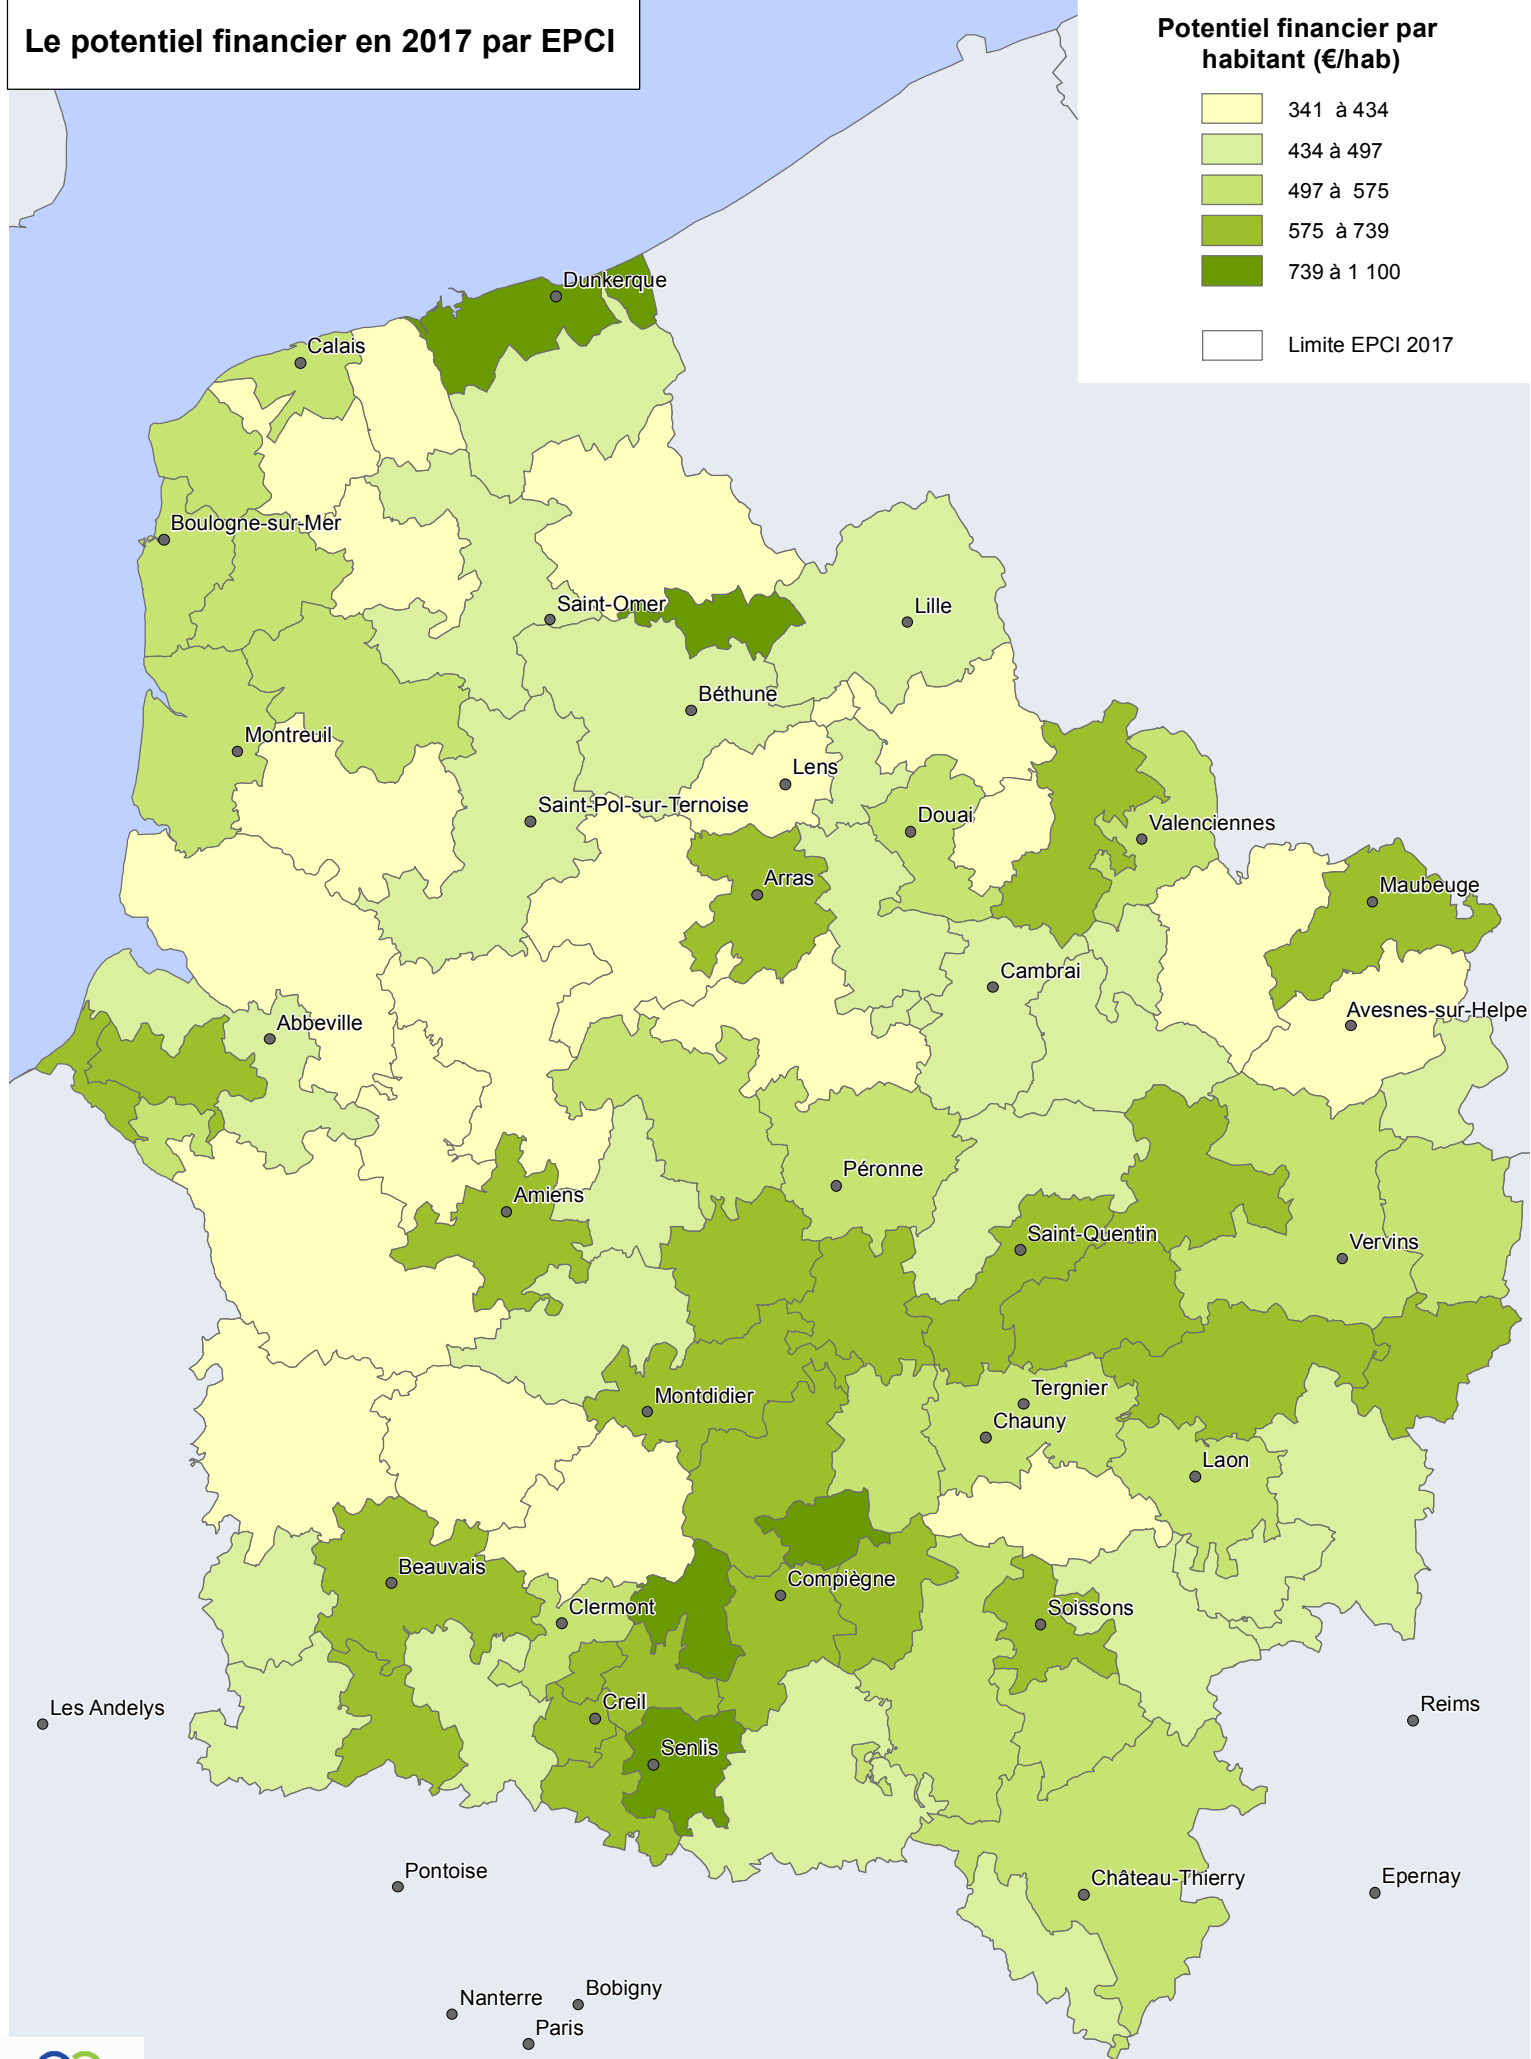 Le potentiel financier en 2017 par EPCI
Potentiel financier par
habitant (€/hab)
341 à 434
434 à 497
497 à 575
575 à 739
739 à 1 100
Limite EPCI 2017
Dunkerque
Calais
Boulogne-sur-Mer
Saint-Omer
Lille
Béthune
Montreuil
Lens
Saint-Pol-sur-Ternoise
Douai
Valenciennes
Arras
Maubeuge
Cambrai
Avesnes-sur-Helpe
Abbeville
Péronne
Amiens
Saint-Quentin
Vervins
Montdidier
Tergnier
Chauny
Laon
Beauvais
Compiègne
Clermont
Soissons
Les Andelys
Creil
Reims
Senlis
Pontoise
Château-Thierry
Epernay
Nanterre
Bobigny
Paris